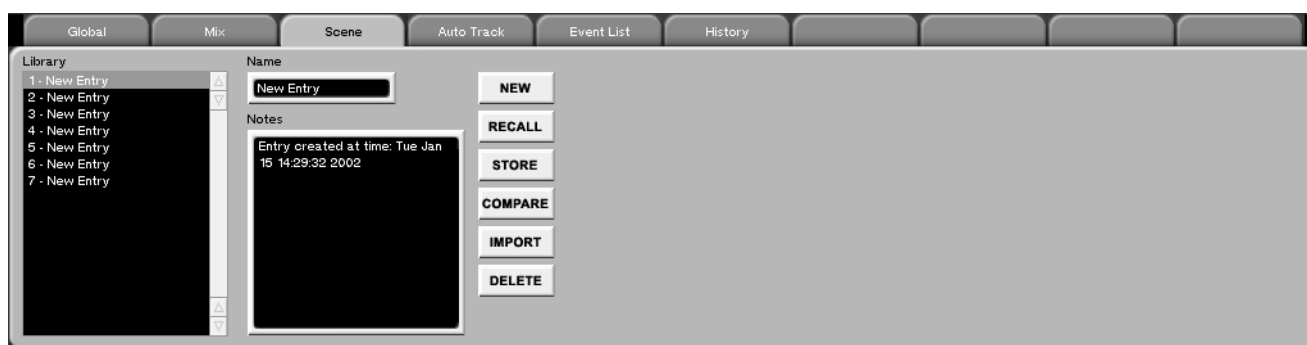 Global Mix Scene Auto Track Event List History
Library
1 - New Entry
2 - New Entry
3 - New Entry
4 - New Entry
5 - New Entry
6 - New Entry
7 - New Entry
Name
New Entry
Notes
Entry created at time: Tue Jan
15 14:29:32 2002
NEW
RECALL
STORE
COMPARE
IMPORT
DELETE